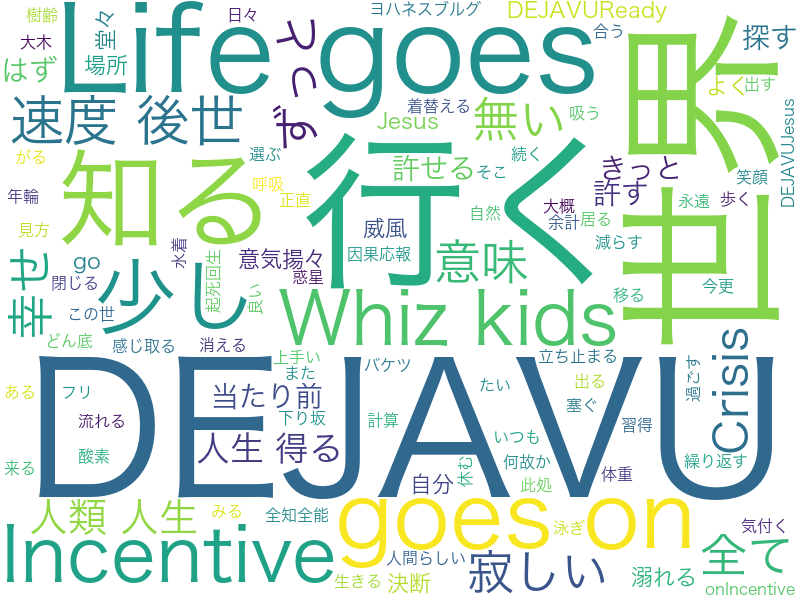 樹齢
日々
ヨハネスブルグ
DEJAVUReady
大木
堂々
ずっと
合う
探す
Life goes
はず
場所
世界
よく
出す
速度
後世
着替える
吸う
Jesus
無い
DEJAVUJesus
がる
知る
選ぶ
行く
許せる
そこ
続く
きっと
笑顔
年輪
呼吸
正直
許す
永遠
歩く
自然
大概
居る
余計
見方
水着
威風
意気揚々
因果応報
意味
減らす
幸せ
go
少し
起死回生
惑星
閉じる
良い
移る
今更
この世
Whiz kids
どん底
感じ取る
消える
上手い
立ち止まる
Crisis
過ごす
DEJAVU
また
バケツ
ある
フリ
当たり前
たい
出る
流れる
下り坂
計算
塞ぐ
習得
人生
得る
いつも
来る
酸素
何故か
休む
繰り返す
自分
体重
此処
人類
人生
みる
全知全能
goes on
泳ぎ
気付く
Incentive
人間らしい
寂しい
全て
生きる
決断
溺れる
onIncentive